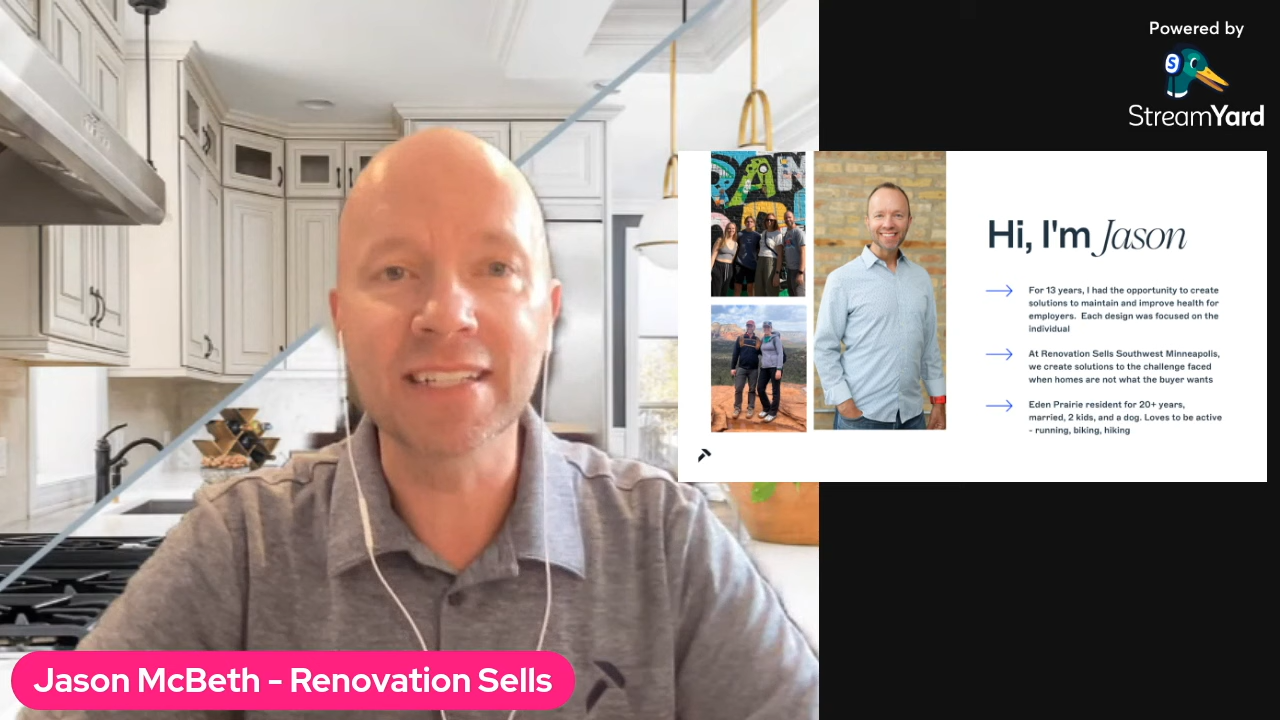 Powered by
S
StreamYard
Hi, I'm Jason
For 13 years, I had the opportunity to create
solutions to maintain and improve health for
employers. Each design was focused on the
individual
At Renovation Sells Southwest Minneapolis,
we create solutions to the challenge faced
when homes are not what the buyer wants
Eden Prairie resident for 20+ years,
married, 2 kids, and a dog. Loves to be active
- running, biking, hiking
Jason McBeth - Renovation Sells